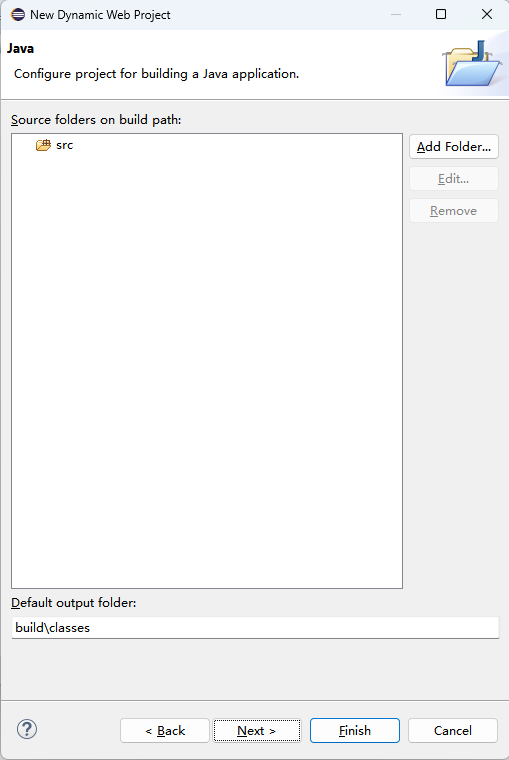 New Dynamic Web Project
Java
Configure project for building a Java application.
Source folders on build path:
src
Add Folder...
Edit...
Remove
Default output folder:
build\classes
?
< Back
Next >
Finish
Cancel